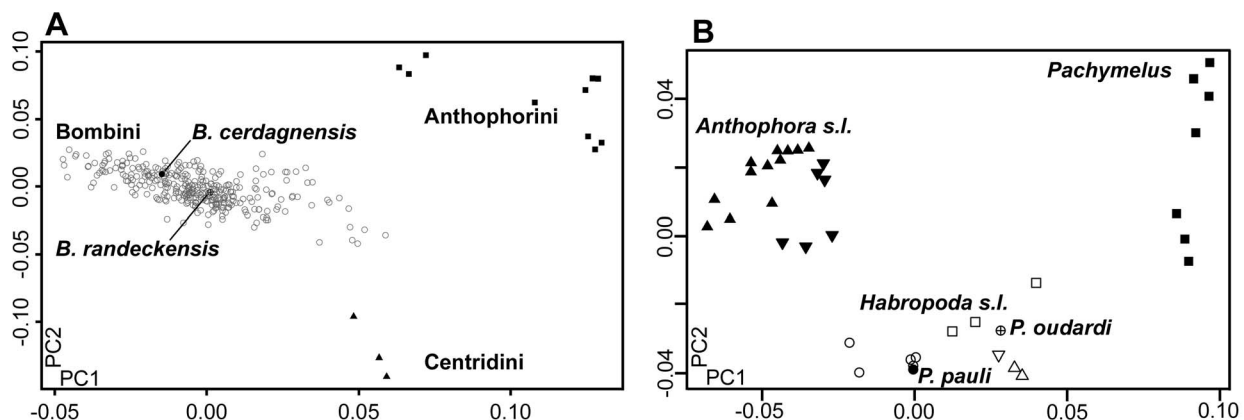 A
0.10
0.05
0.00
-0.05
-0.10
Bombini
B. cerdagnensis
Anthophorini
B. randeckensis
Centridini
PC2
PC1
-0.05
0.00
0.05
0.10
B
0.04
0.00
-0.04
Pachymelus
Anthophora s.l.
Habropoda s.l.
P. oudardi
P. pauli
PC2
PC1
-0.05
0.00
0.05
0.10